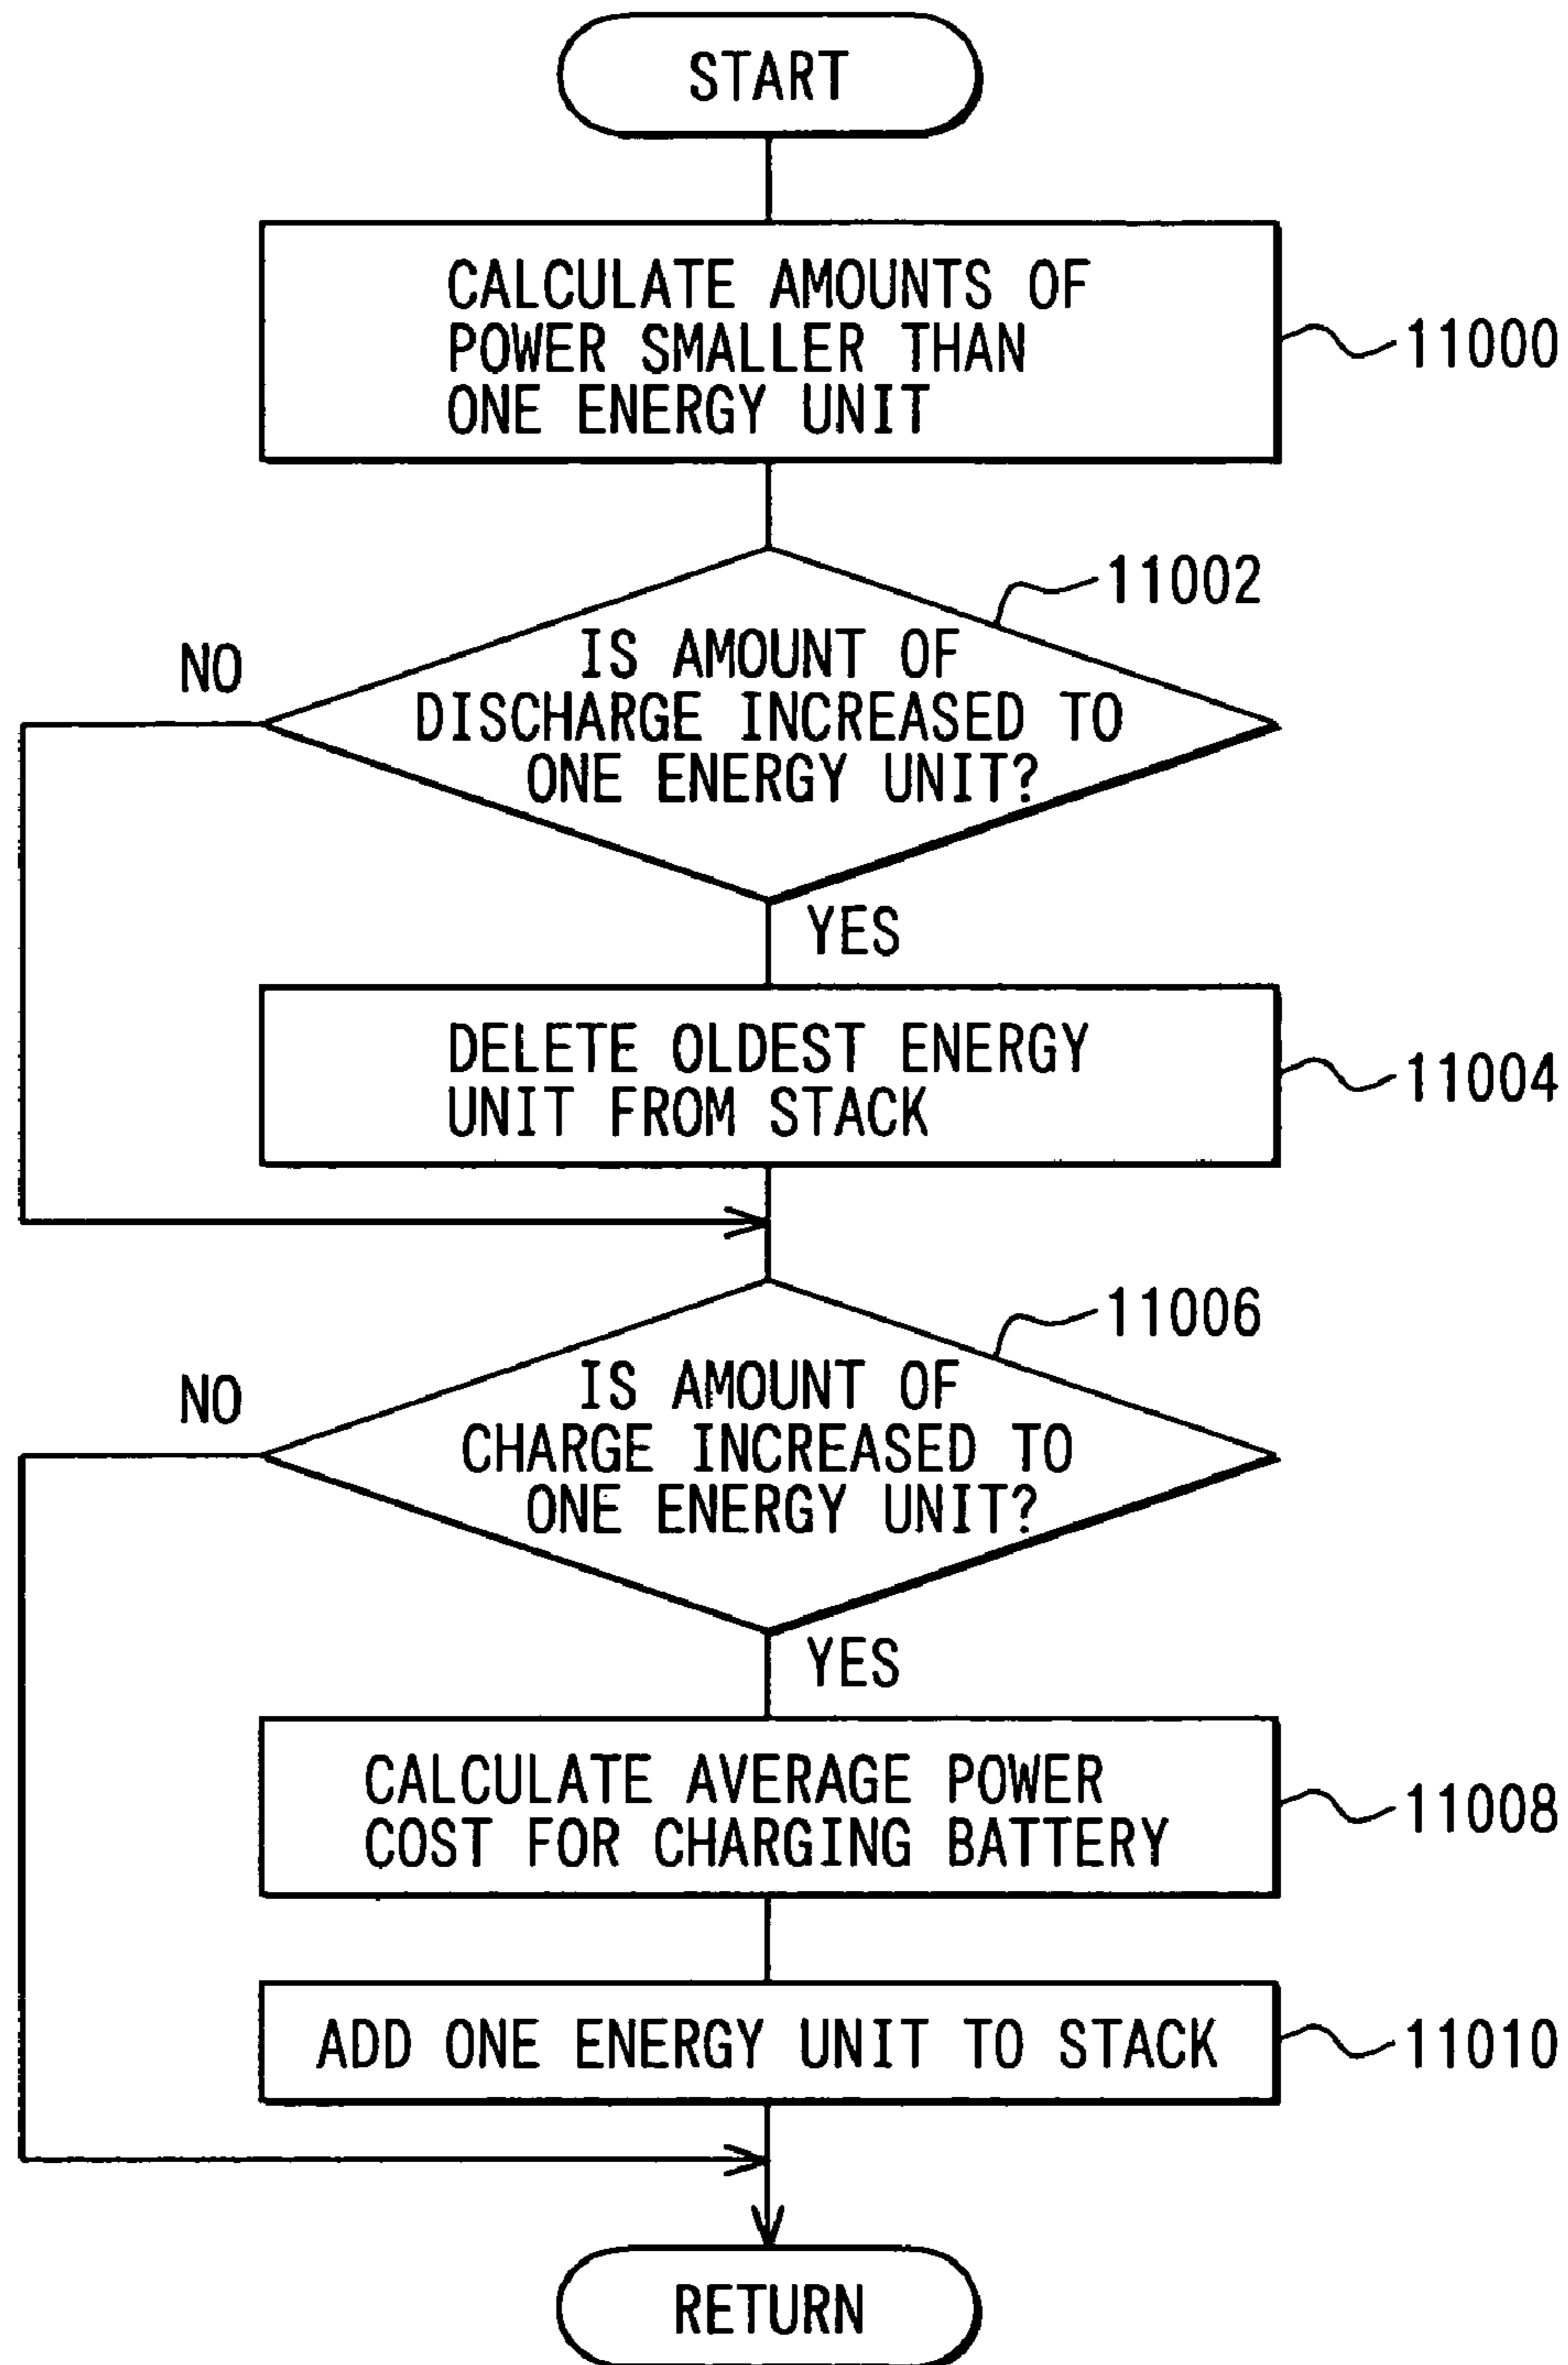 START
CALCULATE AMOUNTS OF
POWER SMALLER THAN
ONE ENERGY UNIT
11000
11002
IS AMOUNT OF
DISCHARGE INCREASED TO
ONE ENERGY UNIT?
NO
YES
DELETE OLDEST ENERGY
UNIT FROM STACK
11004
11006
IS AMOUNT OF
CHARGE INCREASED TO
ONE ENERGY UNIT?
NO
YES
CALCULATE AVERAGE POWER
COST FOR CHARGING BATTERY
11008
ADD ONE ENERGY UNIT TO STACK
11010
RETURN